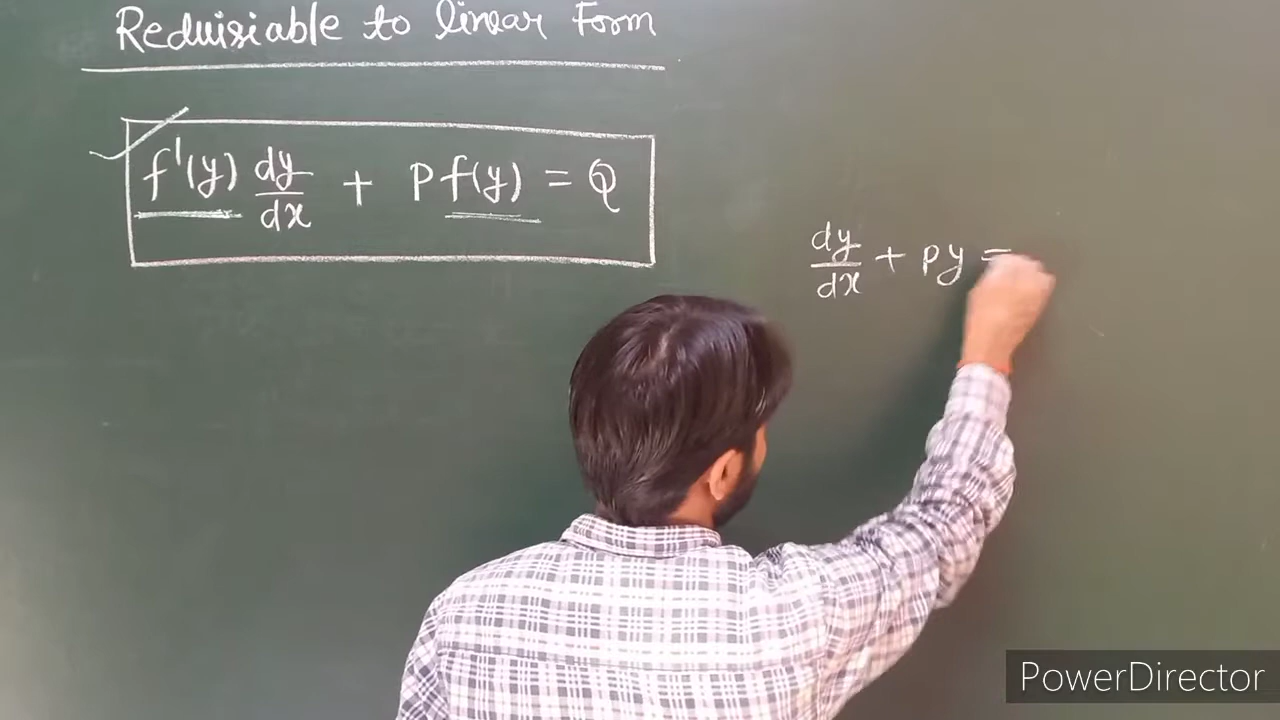 Reduisiable to linear Form
f'(y) dy/dx + P f(y) = Q
dy/dx + Py =
PowerDirector